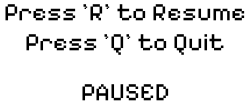 Press 'R' to Resume
Press 'Q' to Quit
PAUSED